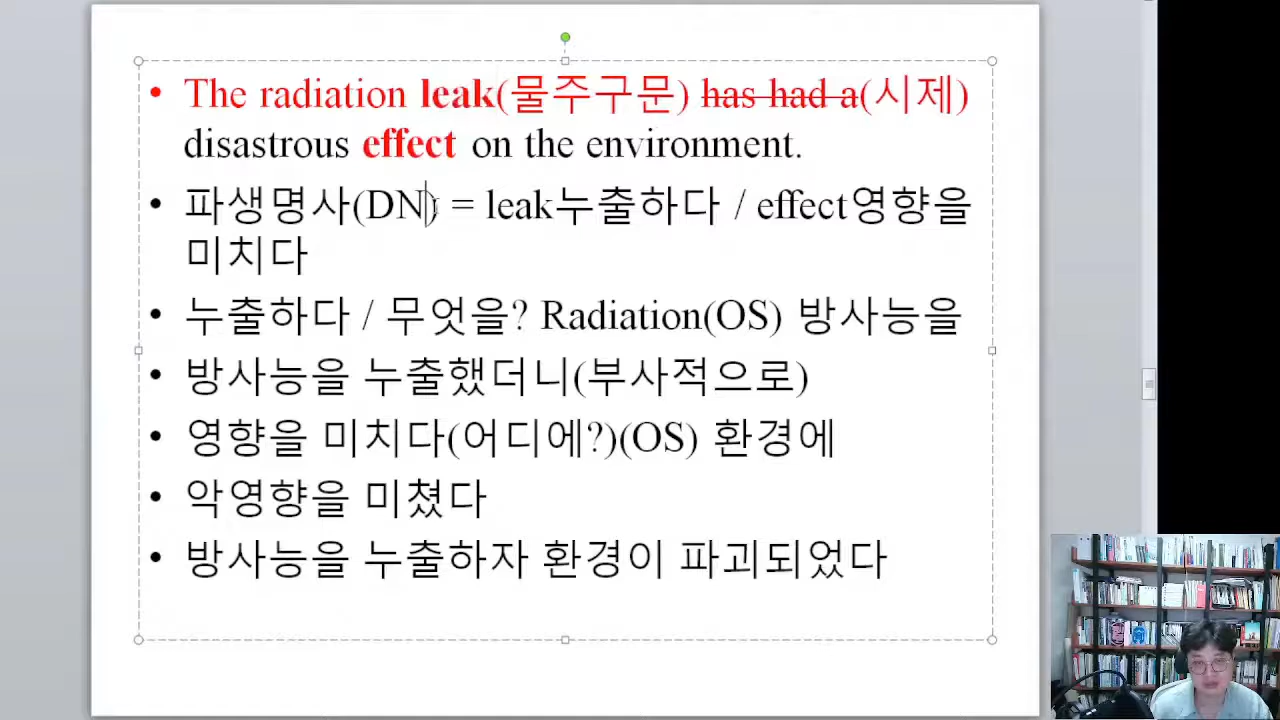 • The radiation leak(물주구문) has had a(시제)
disastrous effect on the environment.
• 파생명사(DN) = leak누출하다 / effect영향을
미치다
• 누출하다 / 무엇을? Radiation(OS) 방사능을
• 방사능을 누출했더니(부사적으로)
• 영향을 미치다(어디에?)(OS) 환경에
• 악영향을 미쳤다
• 방사능을 누출하자 환경이 파괴되었다